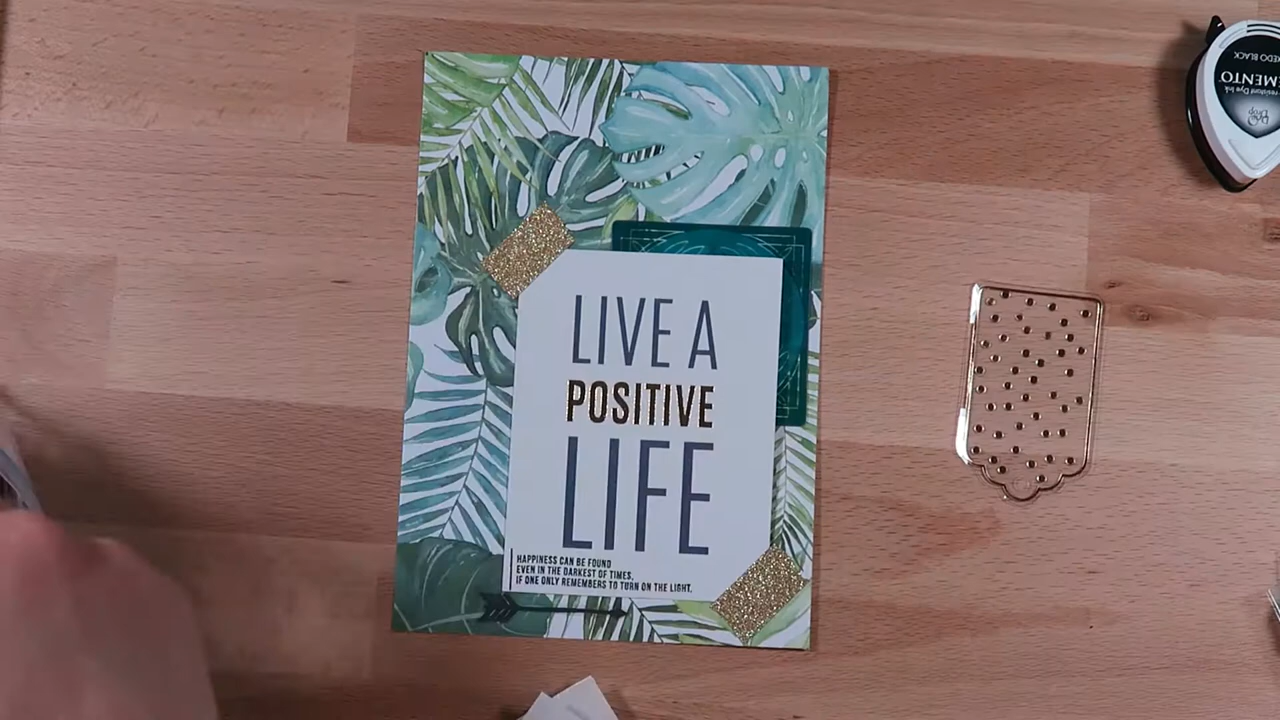 LIVE A
POSITIVE
LIFE
HAPPINESS CAN BE FOUND
EVEN IN THE DARKEST OF TIMES,
IF ONE ONLY REMEMBERS TO TURN ON THE LIGHT.